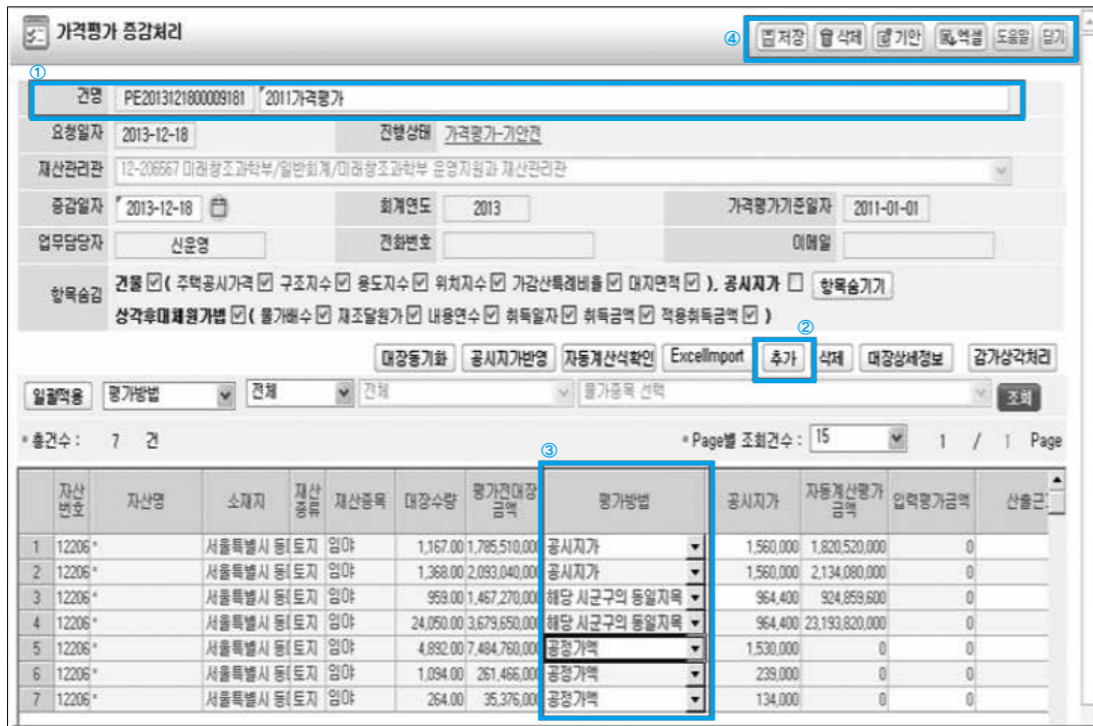 가격평가 증감처리
④ 저장 삭제 기안 엑셀 도움말 닫기
①
건명 PE2013121800009181 2011가격평가
요청일자 2013-12-18 진행상태 가격평가-기안전
재산관리관 12-206567 미래창조과학부/일반회계/미래창조과학부 운영지원과 재산관리관
증감일자 2013-12-18 회계연도 2013 가격평가기준일자 2011-01-01
업무담당자 신운영 전화번호 이메일
항목숨김 건물 ( 주택공시가격 구조지수 용도지수 위치지수 가감산특례비율 대지면적 ), 공시지가 항목숨기기
상각후대체원가법 ( 물가배수 재조달원가 내용연수 취득일자 취득금액 적용취득금액 )
②
대장동기화 공시지가반영 자동계산식확인 ExcelImport 추가 삭제 대장상세정보 감가상각처리
일괄적용 평가방법 전체 전체 물가종목 선택 조회
* 총건수 : 7 건 * Page별 조회건수 : 15 1 / 1 Page
③
자산번호 자산명 소재지 재산종류 재산종목 대장수량 평가전대장금액 평가방법 공시지가 자동계산평가금액 입력평가금액 산출근
1 12206* 서울특별시 동 토지 임야 1,167.00 1,785,510,000 공시지가 1,560,000 1,820,520,000 0
2 12206* 서울특별시 동 토지 임야 1,368.00 2,093,040,000 공시지가 1,560,000 2,134,080,000 0
3 12206* 서울특별시 동 토지 임야 959.00 1,467,270,000 해당 시군구의 동일지목 964,400 924,859,600 0
4 12206* 서울특별시 동 토지 임야 24,050.00 3,679,650,000 해당 시군구의 동일지목 964,400 23,193,820,000 0
5 12206* 서울특별시 동 토지 임야 4,892.00 7,484,760,000 공정가액 1,530,000 0 0
6 12206* 서울특별시 동 토지 임야 1,094.00 261,466,000 공정가액 239,000 0 0
7 12206* 서울특별시 동 토지 임야 264.00 35,376,000 공정가액 134,000 0 0